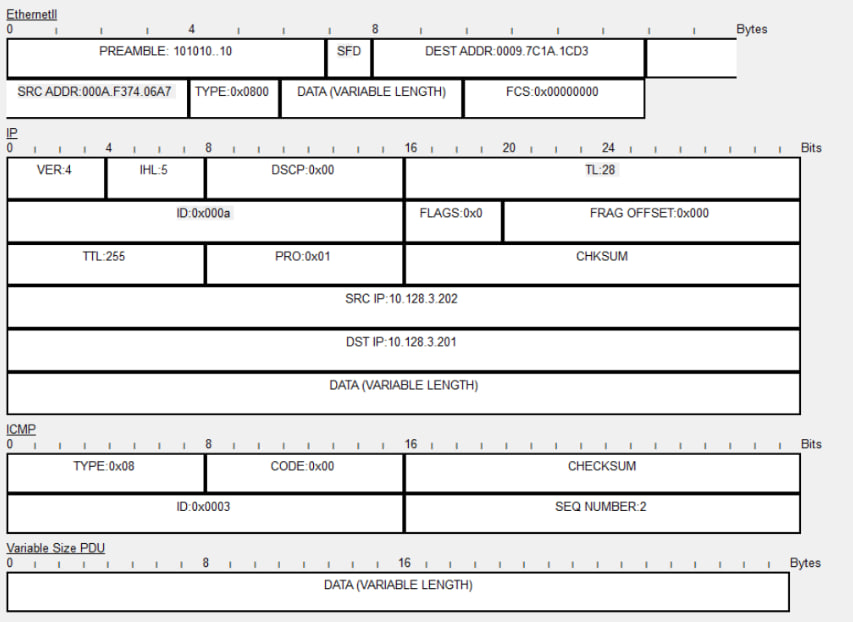 EthernetII
0 4 8 Bytes
PREAMBLE: 101010..10 SFD DEST ADDR:0009.7C1A.1CD3
SRC ADDR:000A.F374.06A7 TYPE:0x0800 DATA (VARIABLE LENGTH) FCS:0x00000000
IP
0 4 8 16 20 24 Bits
VER:4 IHL:5 DSCP:0x00 TL:28
ID:0x000a FLAGS:0x0 FRAG OFFSET:0x000
TTL:255 PRO:0x01 CHKSUM
SRC IP:10.128.3.202
DST IP:10.128.3.201
DATA (VARIABLE LENGTH)
ICMP
0 8 16 Bits
TYPE:0x08 CODE:0x00 CHECKSUM
ID:0x0003 SEQ NUMBER:2
Variable Size PDU
0 8 16 Bytes
DATA (VARIABLE LENGTH)